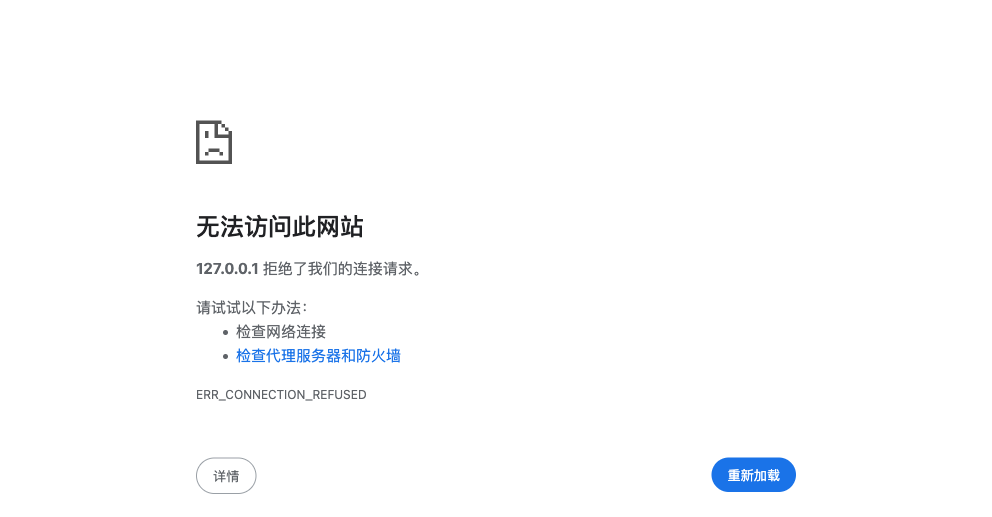 无法访问此网站
127.0.0.1 拒绝了我们的连接请求。
请试试以下办法：
• 检查网络连接
• 检查代理服务器和防火墙
ERR_CONNECTION_REFUSED
详情
重新加载